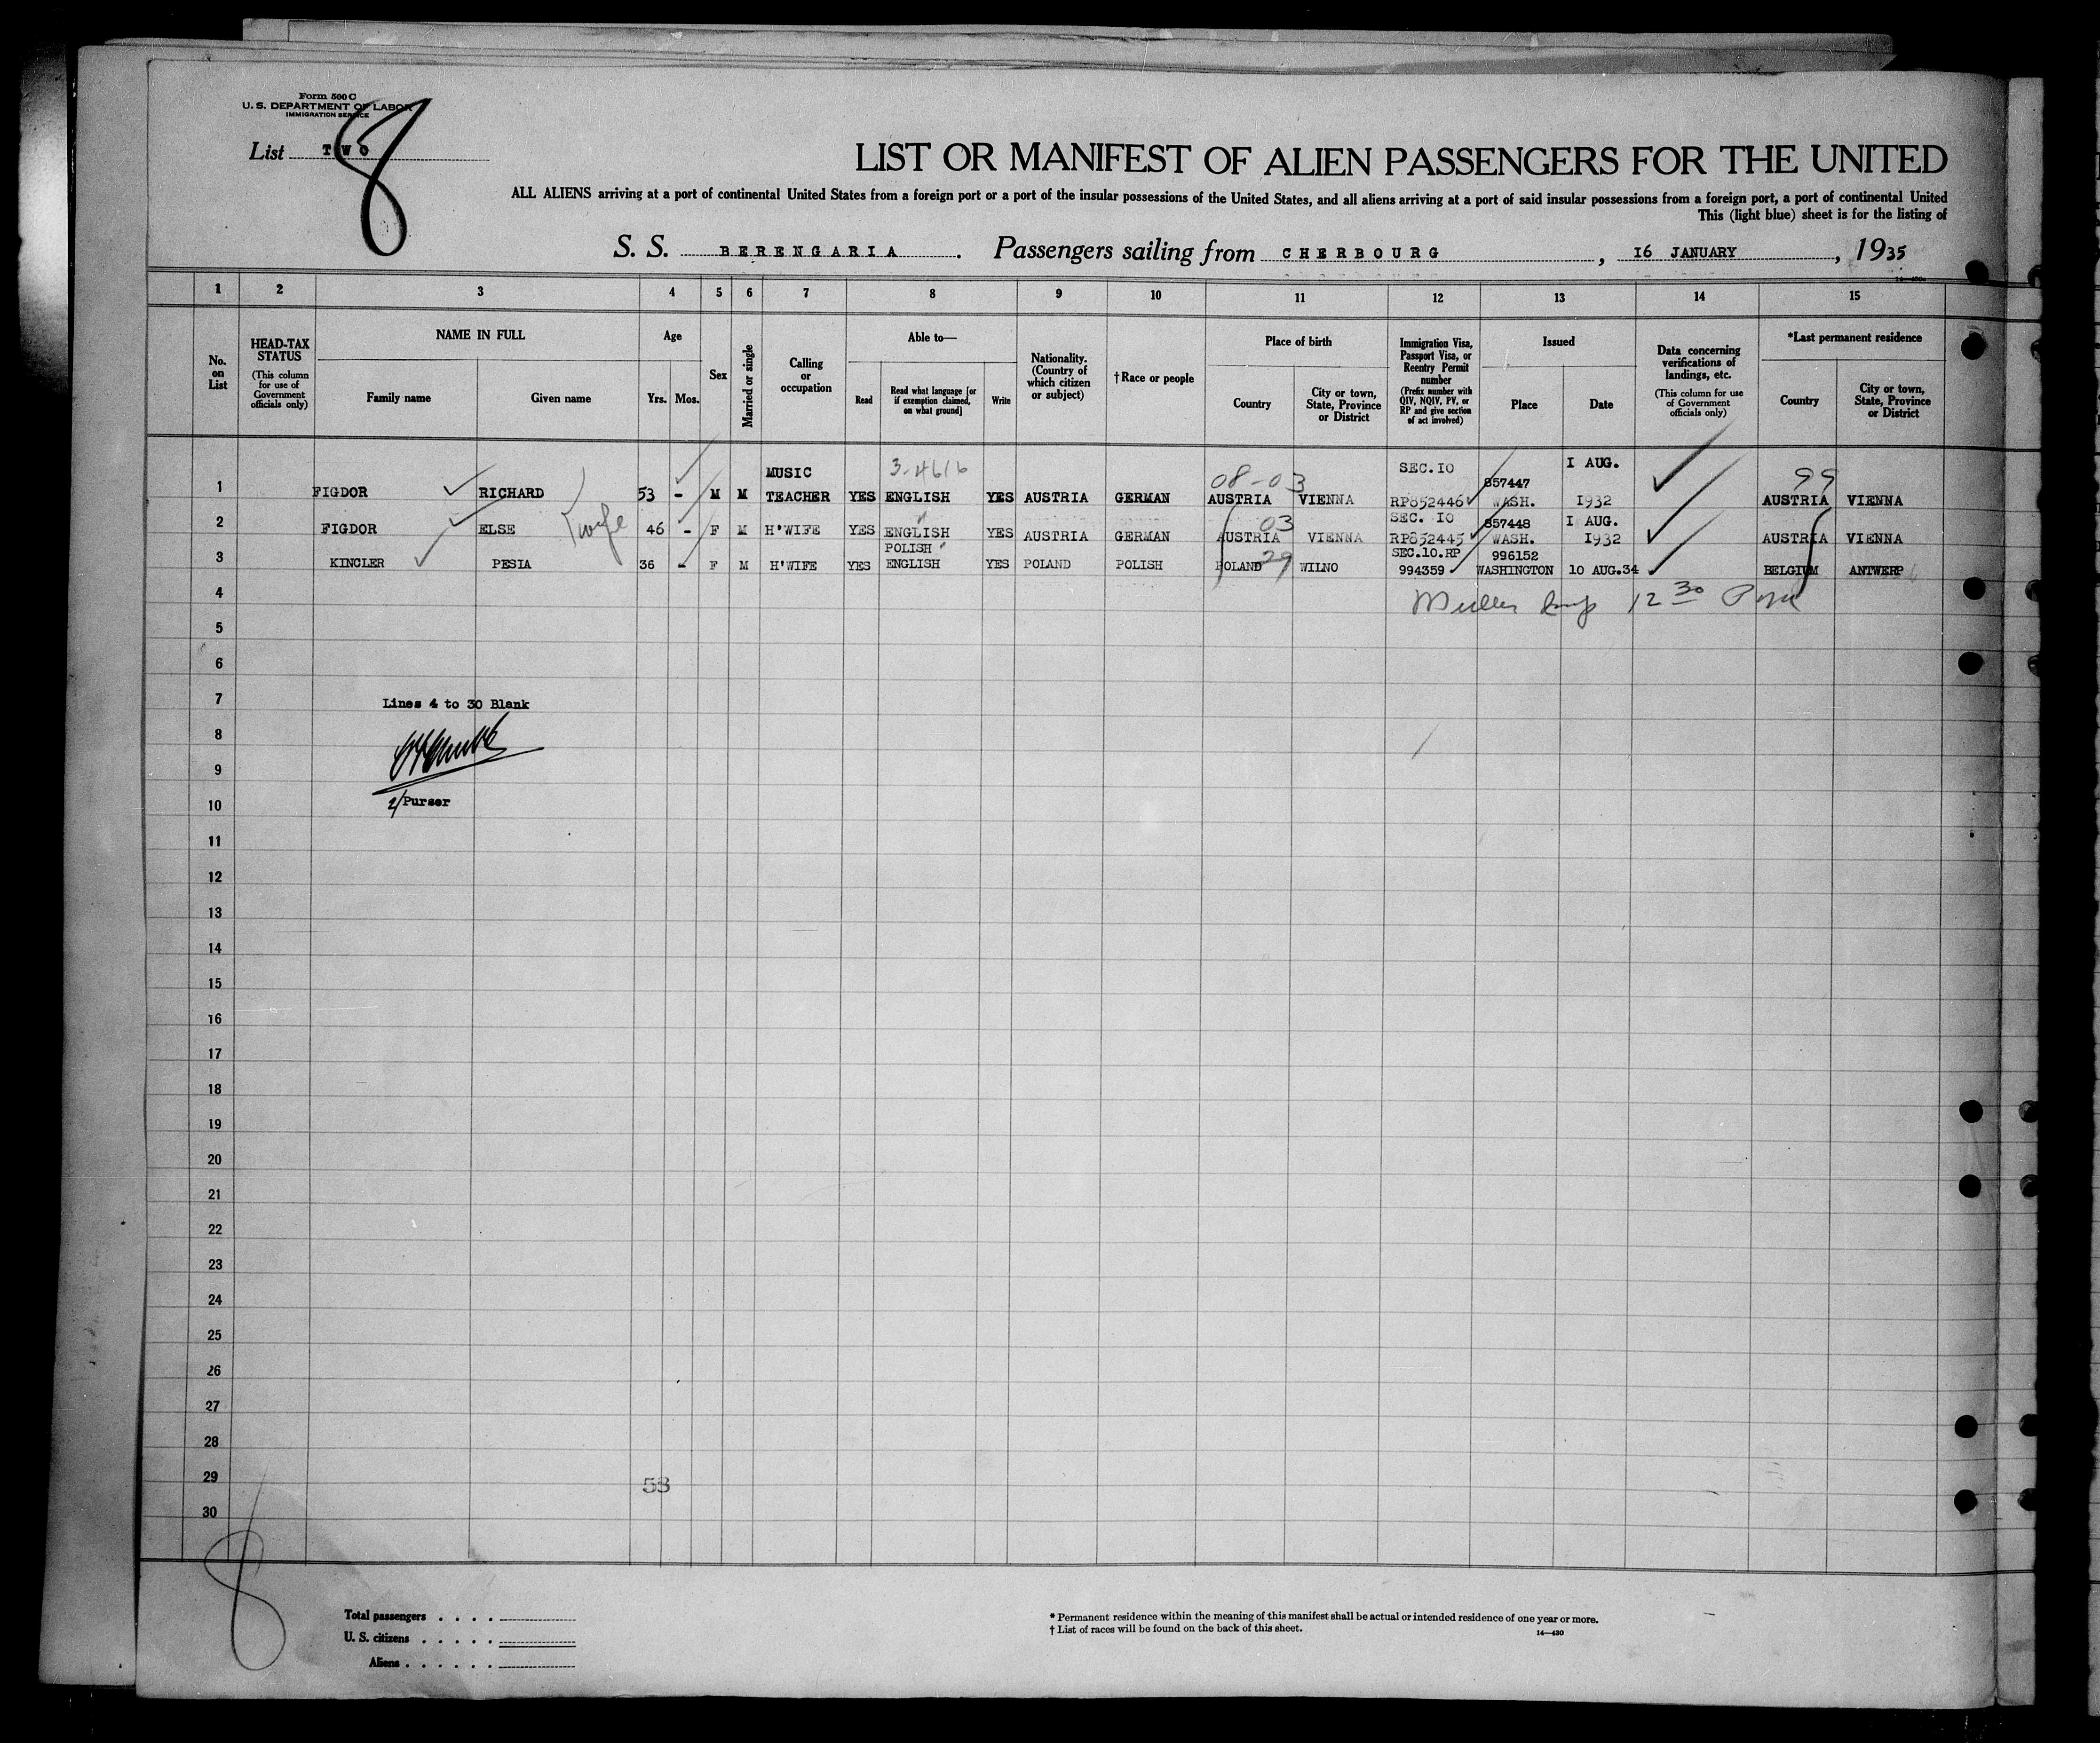 Form 500 C
U. S. DEPARTMENT OF LABOR
IMMIGRATION SERVICE
List TWO
8
LIST OR MANIFEST OF ALIEN PASSENGERS FOR THE UNITED
ALL ALIENS arriving at a port of continental United States from a foreign port or a port of the insular possessions of the United States, and all aliens arriving at a port of said insular possessions from a foreign port, a port of continental United
This (light blue) sheet is for the listing of
S. S. BERENGARIA. Passengers sailing from CHERBOURG, 16 JANUARY, 1935
1 2 3 4 5 6 7 8 9 10 11 12 13 14 15
No. on List
HEAD-TAX STATUS (This column for use of Government officials only)
NAME IN FULL
Family name Given name
Age
Yrs. Mos.
Sex
Married or single
Calling or occupation
Able to—
Read
Read what language [or if exemption claimed, on what ground]
Write
Nationality. (Country of which citizen or subject)
†Race or people
Place of birth
Country
City or town, State, Province or District
Immigration Visa, Passport Visa, or Reentry Permit number (Prefix number with QIV, NQIV, PV, or RP and give section of act involved)
Issued
Place Date
Data concerning verifications of landings, etc. (This column for use of Government officials only)
*Last permanent residence
Country
City or town, State, Province or District
MUSIC 3-4616 08-03 SEC.10 857447 1 AUG. 99
1 FIGDOR RICHARD 53 - M M TEACHER YES ENGLISH YES AUSTRIA GERMAN AUSTRIA VIENNA RP852446 WASH. 1932 AUSTRIA VIENNA
03 SEC. 10 857448 1 AUG.
2 FIGDOR ELSE wife 46 - F M H'WIFE YES ENGLISH YES AUSTRIA GERMAN AUSTRIA VIENNA RP852445 WASH. 1932 AUSTRIA VIENNA
POLISH 29 SEC.10.RP 996152
3 KINCLER PESIA 36 - F M H'WIFE YES ENGLISH YES POLAND POLISH POLAND WILNO 994359 WASHINGTON 10 AUG.34 BELGIUM ANTWERP
4 12 30
5
6
7 Lines 4 to 30 Blank
8
9
10 2/Purser
11
12
13
14
15
16
17
18
19
20
21
22
23
24
25
26
27
28
29 53
30
8
Total passengers . . . .
U. S. citizens . . . . .
Aliens . . . . . .
* Permanent residence within the meaning of this manifest shall be actual or intended residence of one year or more.
† List of races will be found on the back of this sheet.
14—430